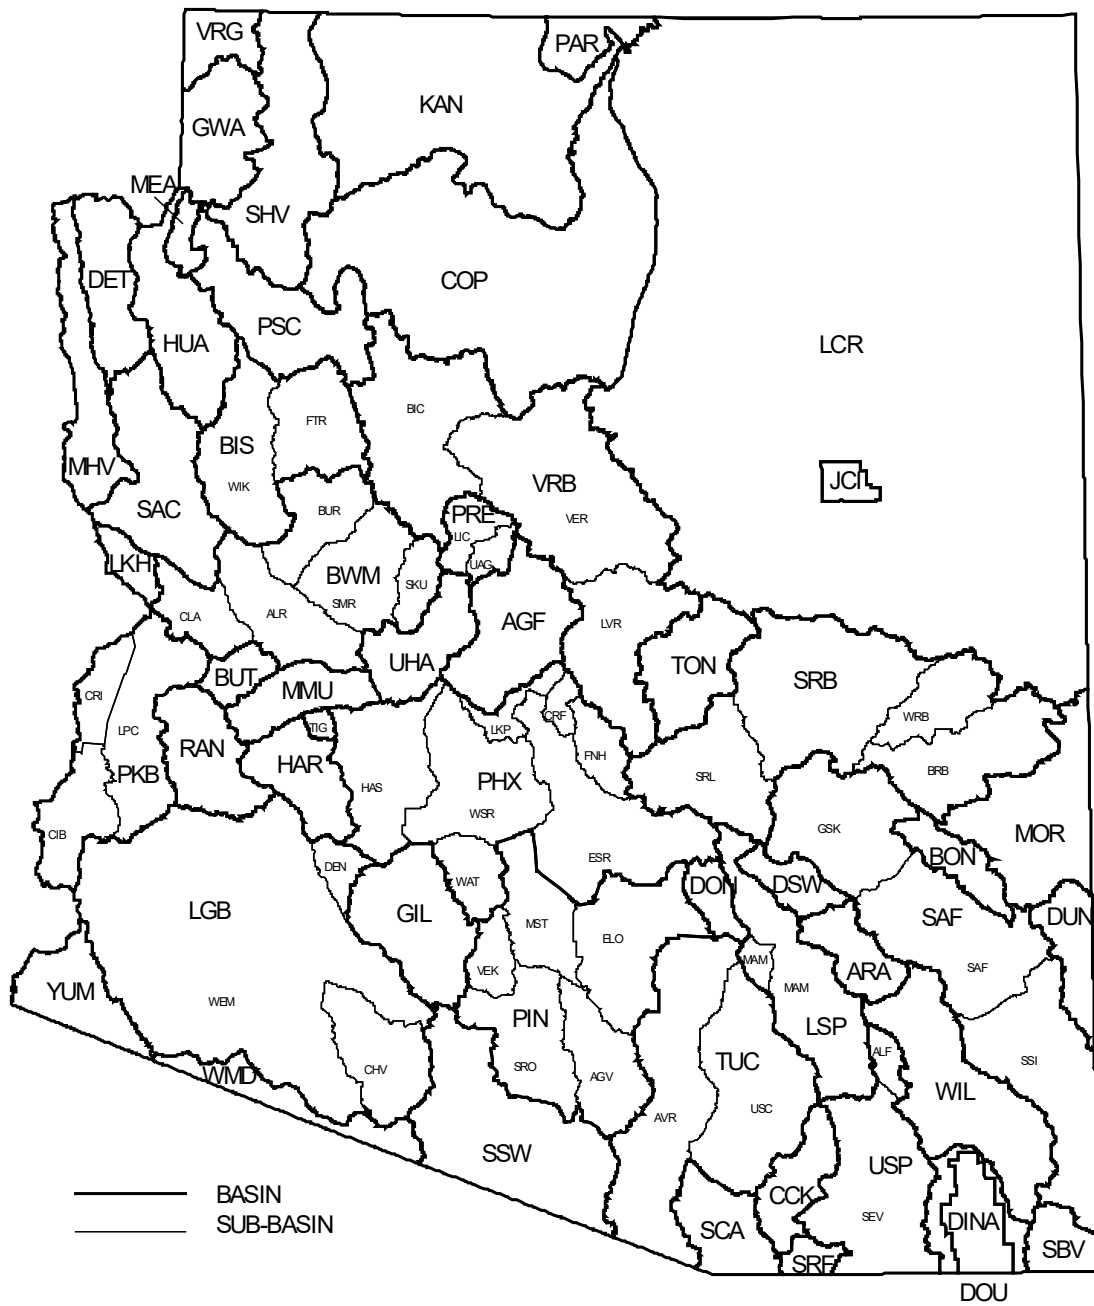 VRG
PAR
KAN
GWA
MEA
SHV
DET
COP
PSC
HUA
LCR
BIC
FTR
BIS
MHV
JCI
VRB
WIK
SAC
BUR
PRE
VER
LIC
LKH
UAG
BWM
SKU
SMR
CLA
ALR
AGF
LVR
UHA
TON
BUT
SRB
MMU
CRI
WRB
CRF
LPC
TIG
LKP
RAN
FNH
HAR
BRB
PKB
SRL
PHX
HAS
WSR
GSK
CIB
MOR
ESR
BON
DEN
WAT
DON
DSW
LGB
GIL
SAF
DUN
MST
ELO
MAM
VEK
ARA
SAF
YUM
MAM
WEM
PIN
LSP
ALF
SSI
TUC
SRO
WMD
CHV
AGV
WIL
USC
AVR
SSW
USP
BASIN
CCK
SUB-BASIN
SEV
SCA
DINA
SBV
SRF
DOU